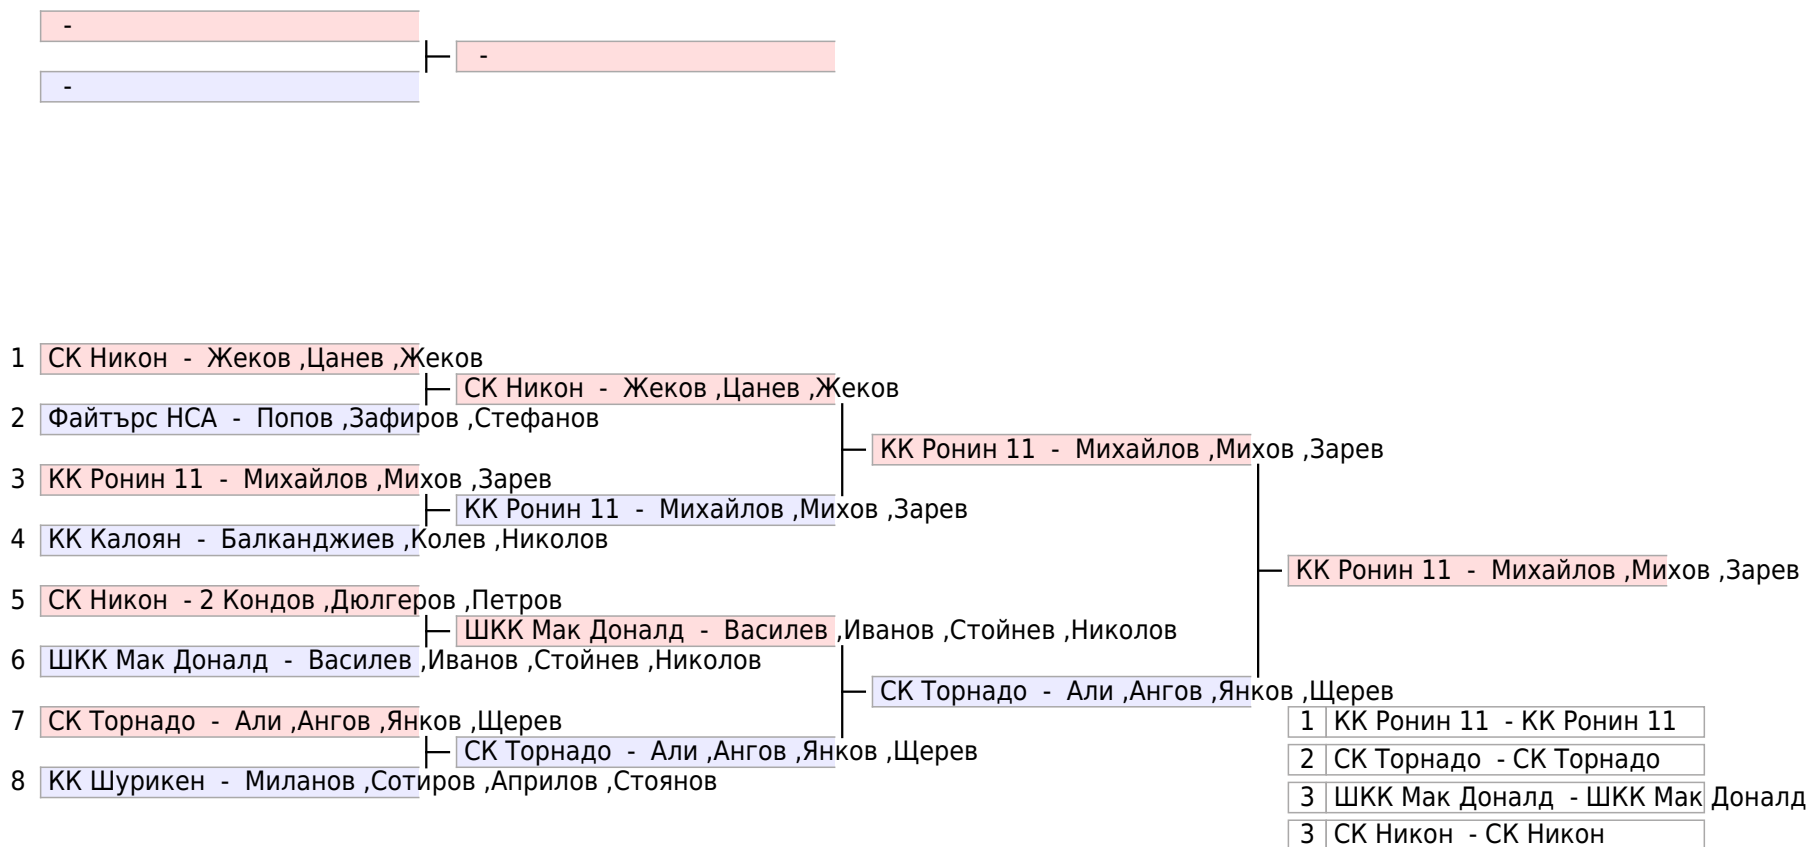 -
-
-
1 СК Никон - Жеков ,Цанев ,Жеков
СК Никон - Жеков ,Цанев ,Жеков
2 Файтърс НСА - Попов ,Зафиров ,Стефанов
КК Ронин 11 - Михайлов ,Михов ,Зарев
3 КК Ронин 11 - Михайлов ,Михов ,Зарев
КК Ронин 11 - Михайлов ,Михов ,Зарев
4 КК Калоян - Балканджиев ,Колев ,Николов
КК Ронин 11 - Михайлов ,Михов ,Зарев
5 СК Никон - 2 Кондов ,Дюлгеров ,Петров
ШКК Мак Доналд - Василев ,Иванов ,Стойнев ,Николов
6 ШКК Мак Доналд - Василев ,Иванов ,Стойнев ,Николов
СК Торнадо - Али ,Ангов ,Янков ,Щерев
7 СК Торнадо - Али ,Ангов ,Янков ,Щерев
СК Торнадо - Али ,Ангов ,Янков ,Щерев
8 КК Шурикен - Миланов ,Сотиров ,Априлов ,Стоянов
1 КК Ронин 11 - КК Ронин 11
2 СК Торнадо - СК Торнадо
3 ШКК Мак Доналд - ШКК Мак Доналд
3 СК Никон - СК Никон